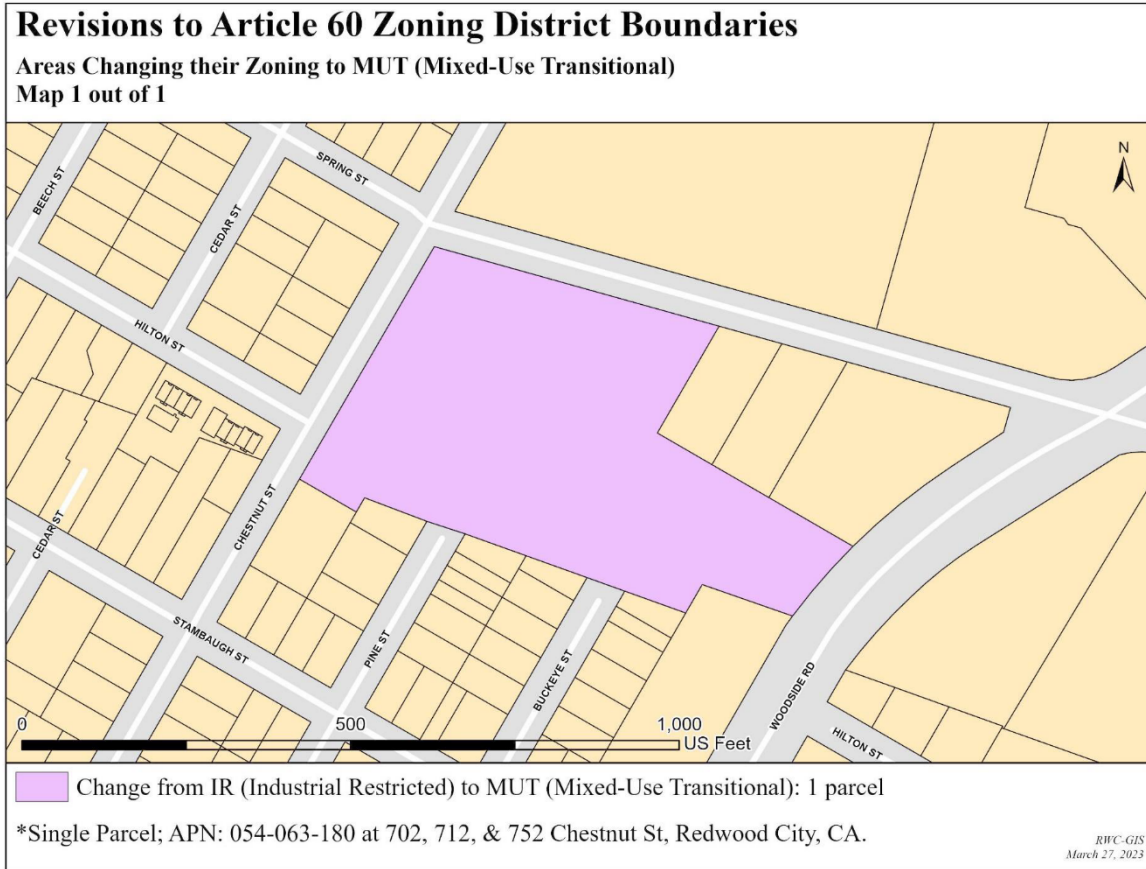 Revisions to Article 60 Zoning District Boundaries
Areas Changing their Zoning to MUT (Mixed-Use Transitional)
Map 1 out of 1
SPRING ST
N
BEECH ST
CEDAR ST
HILTON ST
CHESTNUT ST
CEDAR ST
STAMBAUGH ST
PINE ST
BUCKEYE ST
WOODSIDE RD
HILTON ST
0 500 1,000
US Feet
Change from IR (Industrial Restricted) to MUT (Mixed-Use Transitional): 1 parcel
*Single Parcel; APN: 054-063-180 at 702, 712, & 752 Chestnut St, Redwood City, CA.
RWC-GIS
March 27, 2023